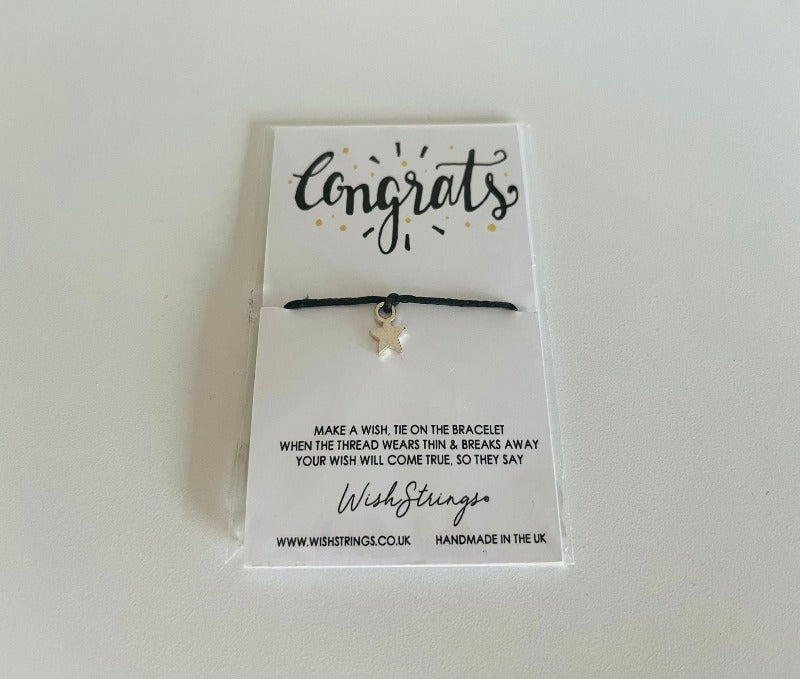 Congrats
MAKE A WISH, TIE ON THE BRACELET
WHEN THE THREAD WEARS THIN & BREAKS AWAY
YOUR WISH WILL COME TRUE, SO THEY SAY
WishStrings®
WWW.WISHSTRINGS.CO.UK HANDMADE IN THE UK